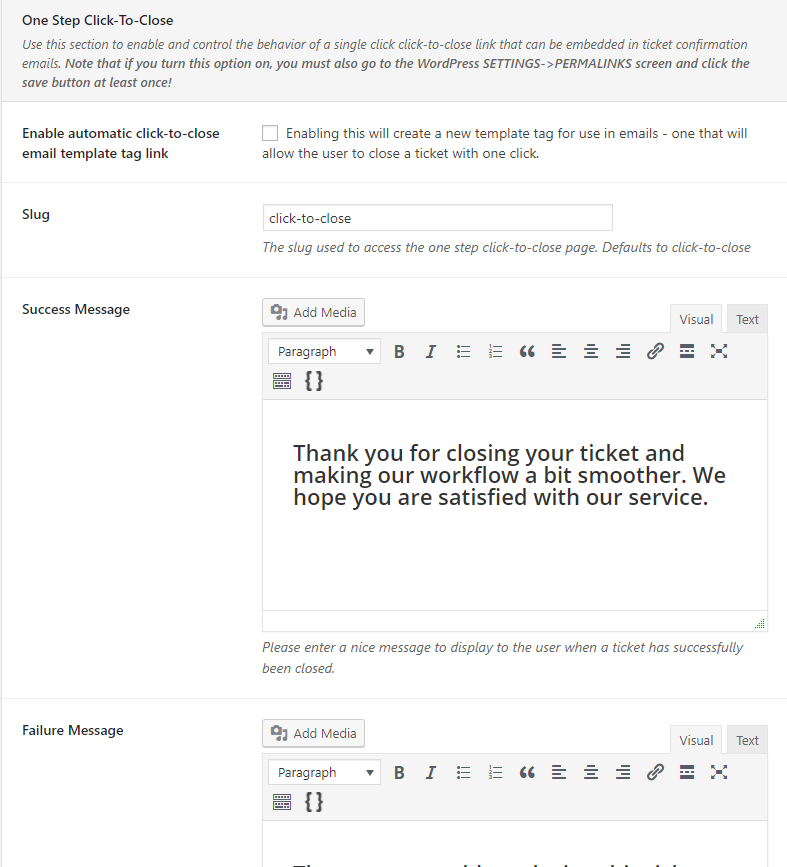 One Step Click-To-Close
Use this section to enable and control the behavior of a single click click-to-close link that can be embedded in ticket confirmation
emails. Note that if you turn this option on, you must also go to the WordPress SETTINGS->PERMALINKS screen and click the
save button at least once!
Enable automatic click-to-close
email template tag link
Enabling this will create a new template tag for use in emails - one that will
allow the user to close a ticket with one click.
Slug
click-to-close
The slug used to access the one step click-to-close page. Defaults to click-to-close
Success Message
Add Media
Visual Text
Paragraph B I
{}
Thank you for closing your ticket and
making our workflow a bit smoother. We
hope you are satisfied with our service.
Please enter a nice message to display to the user when a ticket has successfully
been closed.
Failure Message
Add Media
Visual Text
Paragraph B I
{}